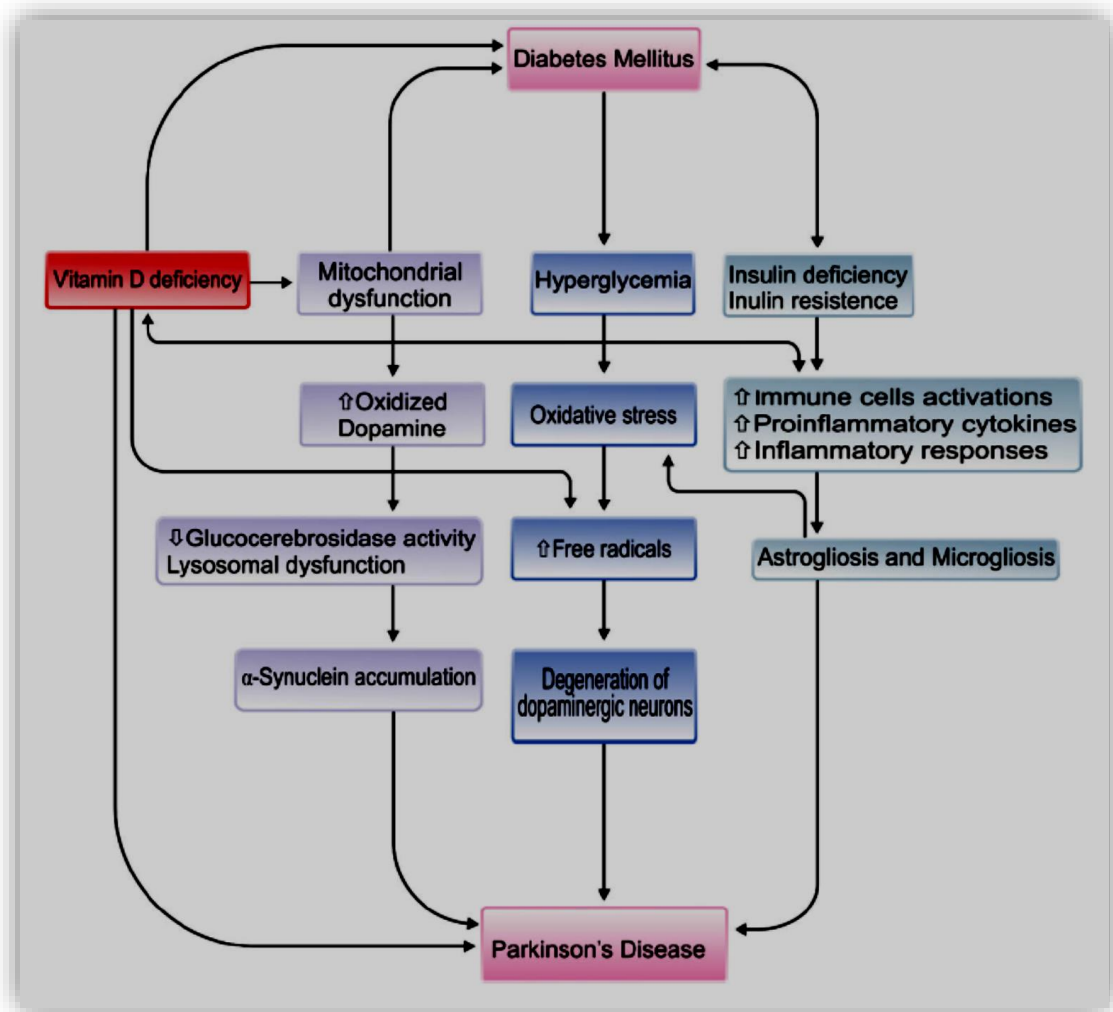 Diabetes Mellitus
Vitamin D deficiency
Mitochondrial
dysfunction
Hyperglycemia
Insulin deficiency
Inulin resistence
⇧Oxidized
Dopamine
Oxidative stress
⇧Immune cells activations
⇧Proinflammatory cytokines
⇧Inflammatory responses
⇩Glucocerebrosidase activity
Lysosomal dysfunction
⇧Free radicals
Astrogliosis and Microgliosis
α-Synuclein accumulation
Degeneration of
dopaminergic neurons
Parkinson's Disease